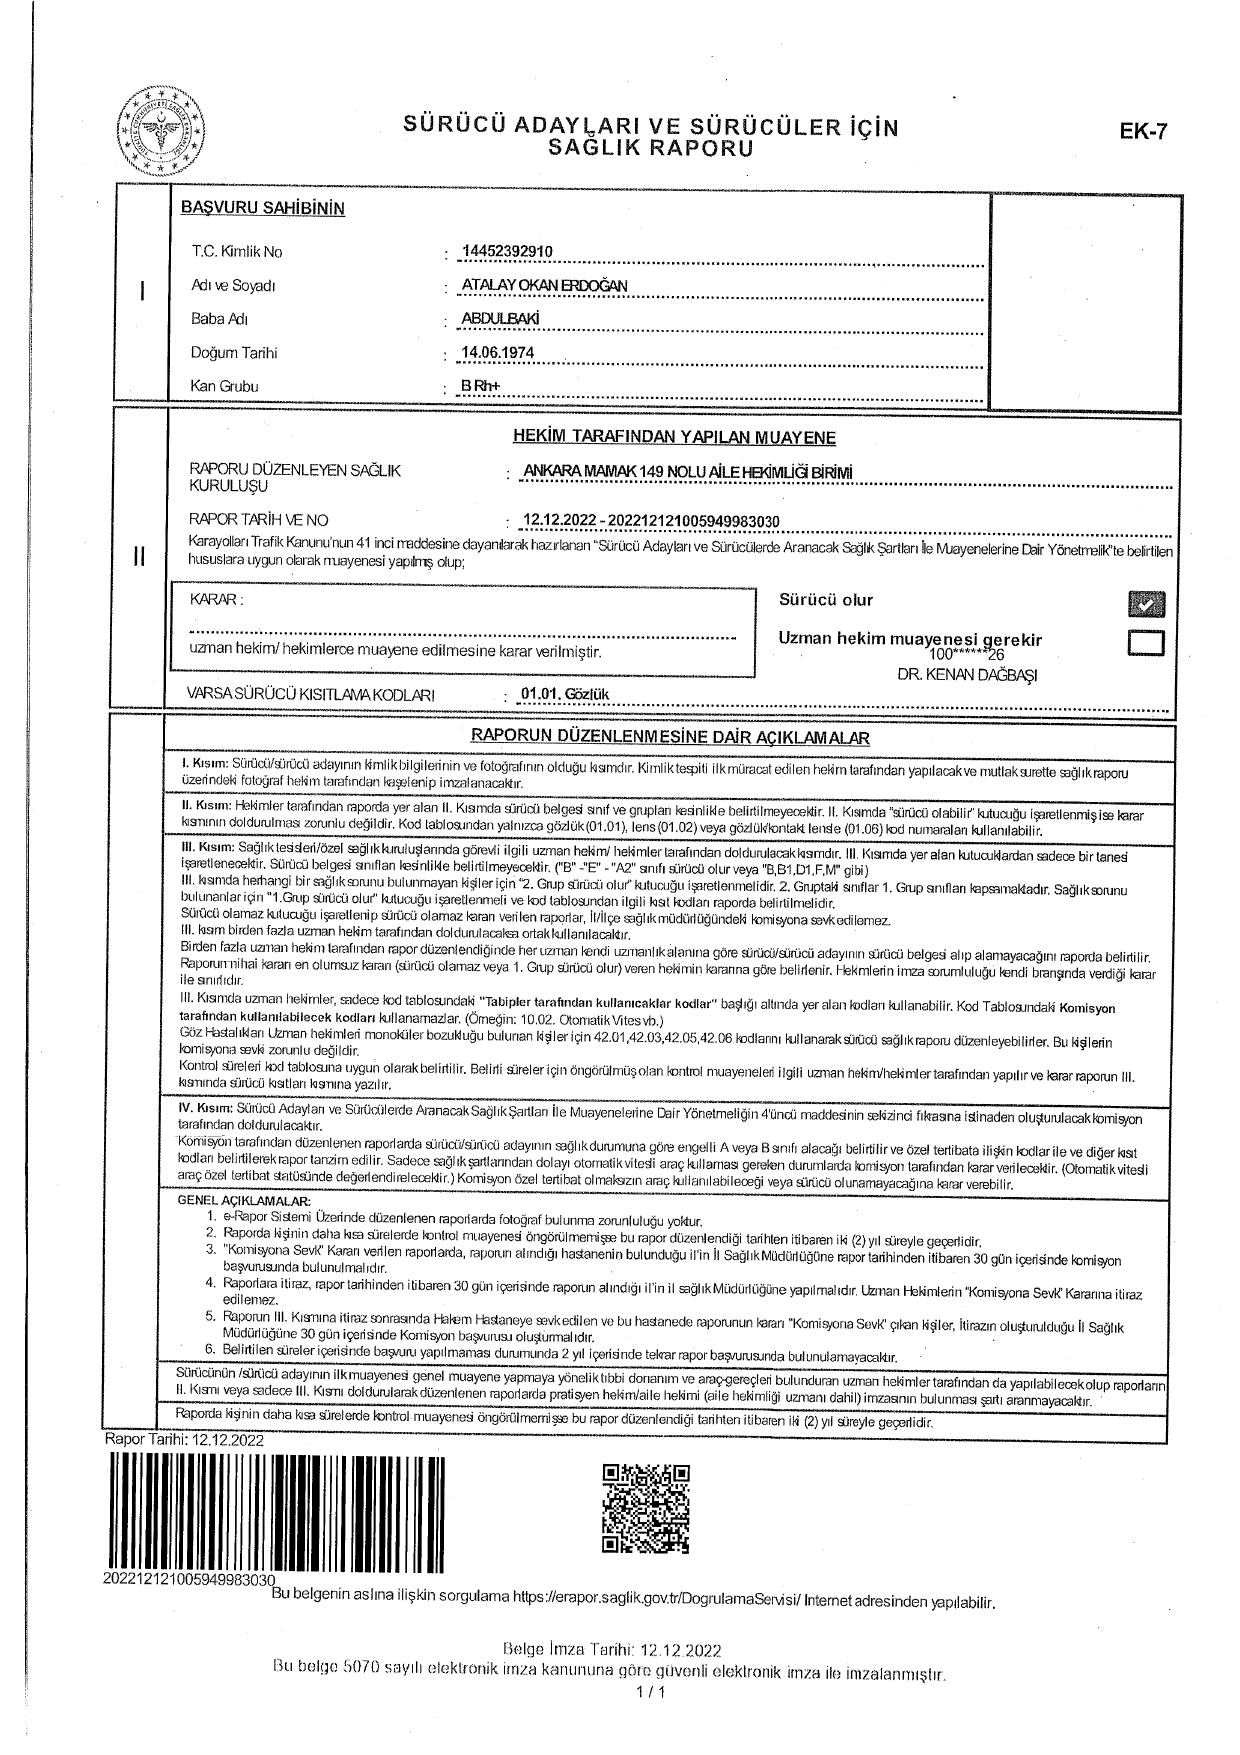 SÜRÜCÜ ADAYLARI VE SÜRÜCÜLER İÇİN
SAĞLIK RAPORU
EK-7
I
BAŞVURU SAHİBİNİN
T.C. Kimlik No : 14452392910
Adı ve Soyadı : ATALAY OKAN ERDOĞAN
Baba Adı : ABDULBAKİ
Doğum Tarihi : 14.06.1974
Kan Grubu : B Rh+
II
HEKİM TARAFINDAN YAPILAN MUAYENE
RAPORU DÜZENLEYEN SAĞLIK : ANKARA MAMAK 149 NOLU AİLE HEKİMLİĞİ BİRİMİ
KURULUŞU
RAPOR TARİH VE NO : 12.12.2022 - 202212121005949983030
Karayolları Trafik Kanunu'nun 41 inci maddesine dayanılarak hazırlanan "Sürücü Adayları ve Sürücülerde Aranacak Sağlık Şartları İle Muayenelerine Dair Yönetmelik"te belirtilen
hususlara uygun olarak muayenesi yapılmış olup;
KARAR :
uzman hekim/ hekimlerce muayene edilmesine karar verilmiştir.
Sürücü olur
Uzman hekim muayenesi gerekir
100******26
DR. KENAN DAĞBAŞI
VARSA SÜRÜCÜ KISITLAMA KODLARI : 01.01. Gözlük
RAPORUN DÜZENLENMESİNE DAİR AÇIKLAMALAR
I. Kısım: Sürücü/sürücü adayının kimlik bilgilerinin ve fotoğrafının olduğu kısımdır. Kimlik tespiti ilk müracat edilen hekim tarafından yapılacak ve mutlak surette sağlık raporu
üzerindeki fotoğraf hekim tarafından kaşelenip imzalanacaktır.
II. Kısım: Hekimler tarafından raporda yer alan II. Kısımda sürücü belgesi sınıf ve grupları kesinlikle belirtilmeyecektir. II. Kısımda "sürücü olabilir" kutucuğu işaretlenmiş ise karar
kısmının doldurulması zorunlu değildir. Kod tablosundan yalnızca gözlük (01.01), lens (01.02) veya gözlük/kontak lensle (01.06) kod numaraları kullanılabilir.
III. Kısım: Sağlık tesisleri/özel sağlık kuruluşlarında görevli ilgili uzman hekim/ hekimler tarafından doldurulacak kısımdır. III. Kısımda yer alan kutucuklardan sadece bir tanesi
işaretlenecektir. Sürücü belgesi sınıfları kesinlikle belirtilmeyecektir. ("B" -"E" - "A2" sınıfı sürücü olur veya "B,B1,D1,F,M" gibi)
III. kısımda herhangi bir sağlık sorunu bulunmayan kişiler için "2. Grup sürücü olur" kutucuğu işaretlenmelidir. 2. Gruptaki sınıflar 1. Grup sınıfları kapsamaktadır. Sağlık sorunu
bulunanlar için "1.Grup sürücü olur" kutucuğu işaretlenmeli ve kod tablosundan ilgili kısıt kodları raporda belirtilmelidir.
Sürücü olamaz kutucuğu işaretlenip sürücü olamaz kararı verilen raporlar, İl/İlçe sağlık müdürlüğündeki komisyona sevk edilemez.
III. kısım birden fazla uzman hekim tarafından doldurulacaksa ortak kullanılacaktır.
Birden fazla uzman hekim tarafından rapor düzenlendiğinde her uzman kendi uzmanlık alanına göre sürücü/sürücü adayının sürücü belgesi alıp alamayacağını raporda belirtilir.
Raporun nihai kararı en olumsuz kararı (sürücü olamaz veya 1. Grup sürücü olur) veren hekimin kararına göre belirlenir. Hekimlerin imza sorumluluğu kendi branşında verdiği karar
ile sınırlıdır.
III. Kısımda uzman hekimler, sadece kod tablosundaki "Tabipler tarafından kullanıcaklar kodlar" başlığı altında yer alan kodları kullanabilir. Kod Tablosundaki Komisyon
tarafından kullanılabilecek kodları kullanamazlar. (Örneğin: 10.02. Otomatik Vites vb.)
Göz Hastalıkları Uzman hekimleri monoküler bozukluğu bulunan kişiler için 42.01,42.03,42.05,42.06 kodlarını kullanarak sürücü sağlık raporu düzenleyebilirler. Bu kişilerin
komisyona sevki zorunlu değildir.
Kontrol süreleri kod tablosuna uygun olarak belirtilir. Belirli süreler için öngörülmüş olan kontrol muayeneleri ilgili uzman hekim/hekimler tarafından yapılır ve karar raporun III.
kısmında sürücü kısıtları kısmına yazılır.
IV. Kısım: Sürücü Adayları ve Sürücülerde Aranacak Sağlık Şartları İle Muayenelerine Dair Yönetmeliğin 4'üncü maddesinin sekizinci fıkrasına istinaden oluşturulacak komisyon
tarafından doldurulacaktır.
Komisyon tarafından düzenlenen raporlarda sürücü/sürücü adayının sağlık durumuna göre engelli A veya B sınıfı alacağı belirtilir ve özel tertibata ilişkin kodlar ile ve diğer kısıt
kodları belirtilerek rapor tanzim edilir. Sadece sağlık şartlarından dolayı otomatik vitesli araç kullaması gereken durumlarda komisyon tarafından karar verilecektir. (Otomatik vitesli
araç özel tertibat statüsünde değerlendirelecektir.) Komisyon özel tertibat olmaksızın araç kullanılabileceği veya sürücü olunamayacağına karar verebilir.
GENEL AÇIKLAMALAR:
1. e-Rapor Sistemi Üzerinde düzenlenen raporlarda fotoğraf bulunma zorunluluğu yoktur.
2. Raporda kişinin daha kısa sürelerde kontrol muayenesi öngörülmemişse bu rapor düzenlendiği tarihten itibaren iki (2) yıl süreyle geçerlidir.
3. "Komisyona Sevk" Kararı verilen raporlarda, raporun alındığı hastanenin bulunduğu il'in İl Sağlık Müdürlüğüne rapor tarihinden itibaren 30 gün içerisinde komisyon
başvurusunda bulunulmalıdır.
4. Raporlara itiraz, rapor tarihinden itibaren 30 gün içerisinde raporun alındığı il'in il sağlık Müdürlüğüne yapılmalıdır. Uzman Hekimlerin "Komisyona Sevk" Kararına itiraz
edilemez.
5. Raporun III. Kısmına itiraz sonrasında Hakem Hastaneye sevk edilen ve bu hastanede raporunun kararı "Komisyona Sevk" çıkan kişiler, İtirazın oluşturulduğu İl Sağlık
Müdürlüğüne 30 gün içerisinde Komisyon başvurusu oluşturmalıdır.
6. Belirtilen süreler içerisinde başvuru yapılmaması durumunda 2 yıl içerisinde tekrar rapor başvurusunda bulunulamayacaktır.
Sürücünün /sürücü adayının ilk muayenesi genel muayene yapmaya yönelik tıbbi donanım ve araç-gereçleri bulunduran uzman hekimler tarafından da yapılabilecek olup raporların
II. Kısmı veya sadece III. Kısmı doldurularak düzenlenen raporlarda pratisyen hekim/aile hekimi (aile hekimliği uzmanı dahil) imzasının bulunması şartı aranmayacaktır.
Raporda kişinin daha kısa sürelerde kontrol muayenesi öngörülmemişse bu rapor düzenlendiği tarihten itibaren iki (2) yıl süreyle geçerlidir.
Rapor Tarihi: 12.12.2022
202212121005949983030
Bu belgenin aslına ilişkin sorgulama https://erapor.saglik.gov.tr/DogrulamaServisi/ Internet adresinden yapılabilir.
Belge İmza Tarihi: 12.12.2022
Bu belge 5070 sayılı elektronik imza kanununa göre güvenli elektronik imza ile imzalanmıştır.
1 / 1